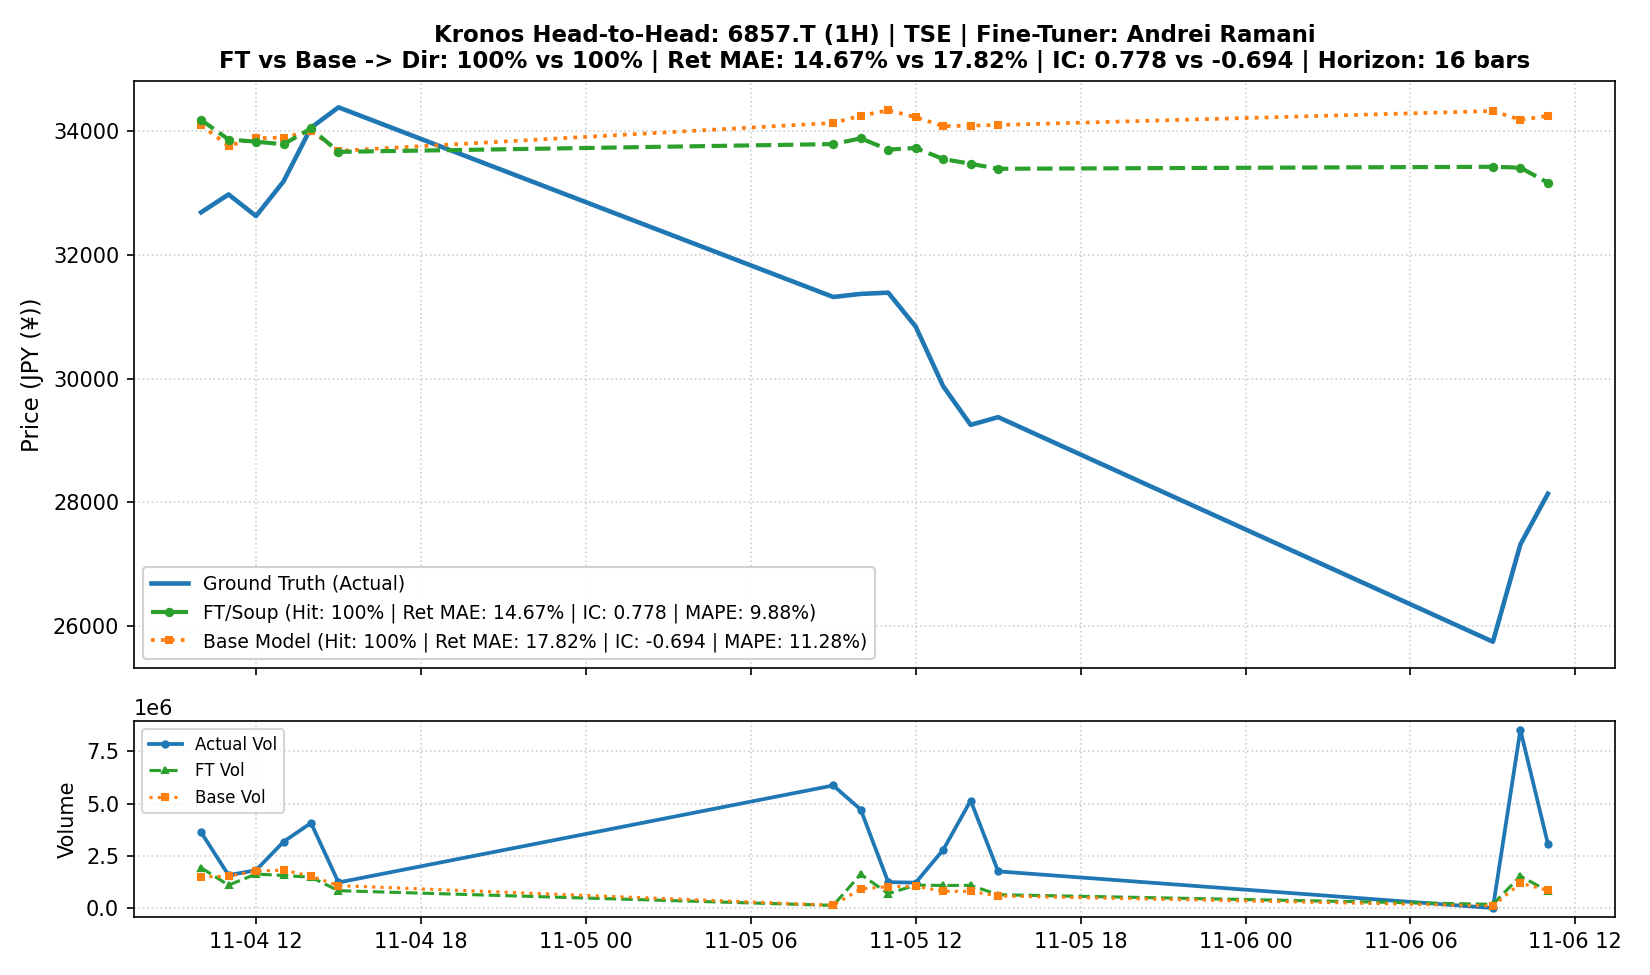 Kronos Head-to-Head: 6857.T (1H) | TSE | Fine-Tuner: Andrei Ramani
FT vs Base -> Dir: 100% vs 100% | Ret MAE: 14.67% vs 17.82% | IC: 0.778 vs -0.694 | Horizon: 16 bars
Price (JPY (¥))
34000
32000
30000
28000
26000
Ground Truth (Actual)
FT/Soup (Hit: 100% | Ret MAE: 14.67% | IC: 0.778 | MAPE: 9.88%)
Base Model (Hit: 100% | Ret MAE: 17.82% | IC: -0.694 | MAPE: 11.28%)
1e6
Volume
7.5
5.0
2.5
0.0
Actual Vol
FT Vol
Base Vol
11-04 12
11-04 18
11-05 00
11-05 06
11-05 12
11-05 18
11-06 00
11-06 06
11-06 12